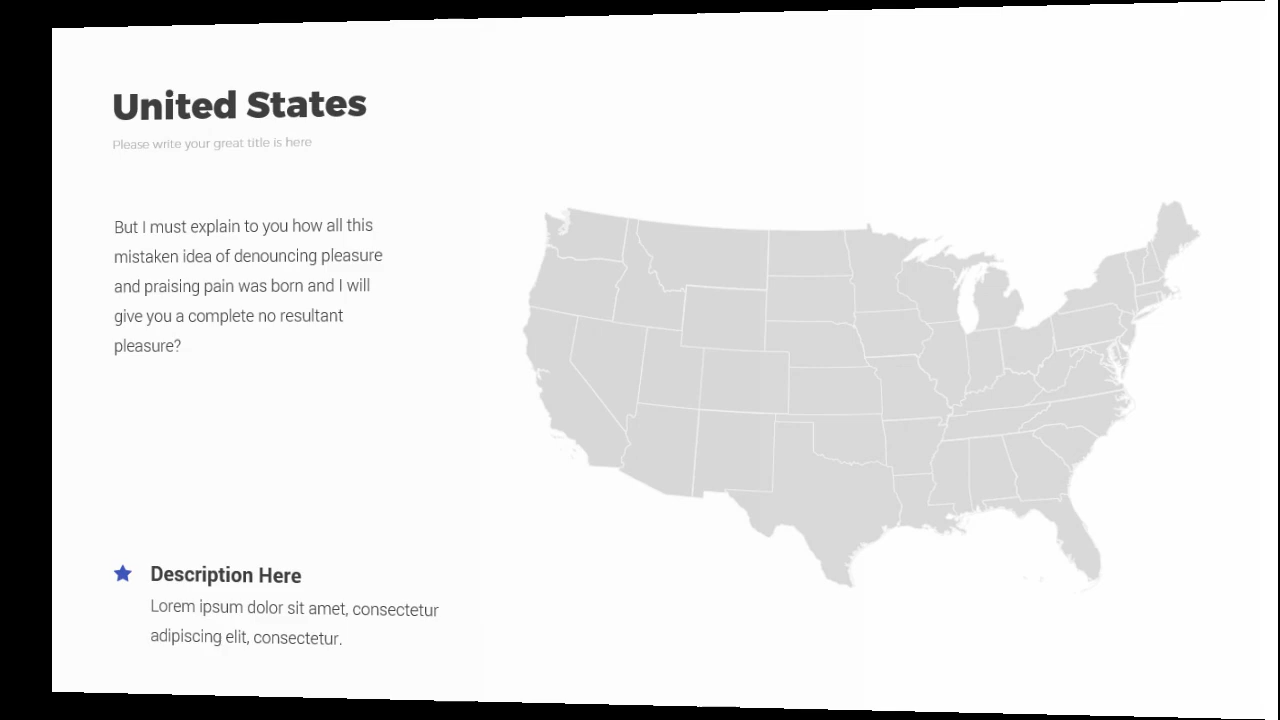 United States
Please write your great title is here
But I must explain to you how all this
mistaken idea of denouncing pleasure
and praising pain was born and I will
give you a complete no resultant
pleasure?
Description Here
Lorem ipsum dolor sit amet, consectetur
adipiscing elit, consectetur.